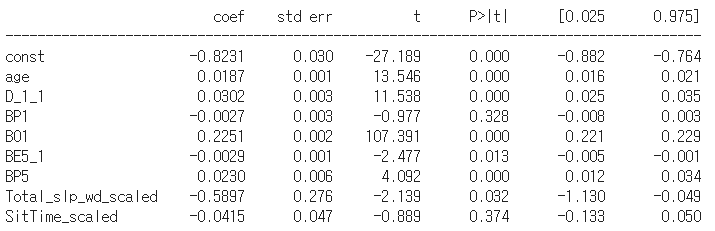 coef std err t P>|t| [0.025 0.975]
const -0.8231 0.030 -27.189 0.000 -0.882 -0.764
age 0.0187 0.001 13.546 0.000 0.016 0.021
D_1_1 0.0302 0.003 11.538 0.000 0.025 0.035
BP1 -0.0027 0.003 -0.977 0.328 -0.008 0.003
BO1 0.2251 0.002 107.391 0.000 0.221 0.229
BE5_1 -0.0029 0.001 -2.477 0.013 -0.005 -0.001
BP5 0.0230 0.006 4.092 0.000 0.012 0.034
Total_slp_wd_scaled -0.5897 0.276 -2.139 0.032 -1.130 -0.049
SitTime_scaled -0.0415 0.047 -0.889 0.374 -0.133 0.050